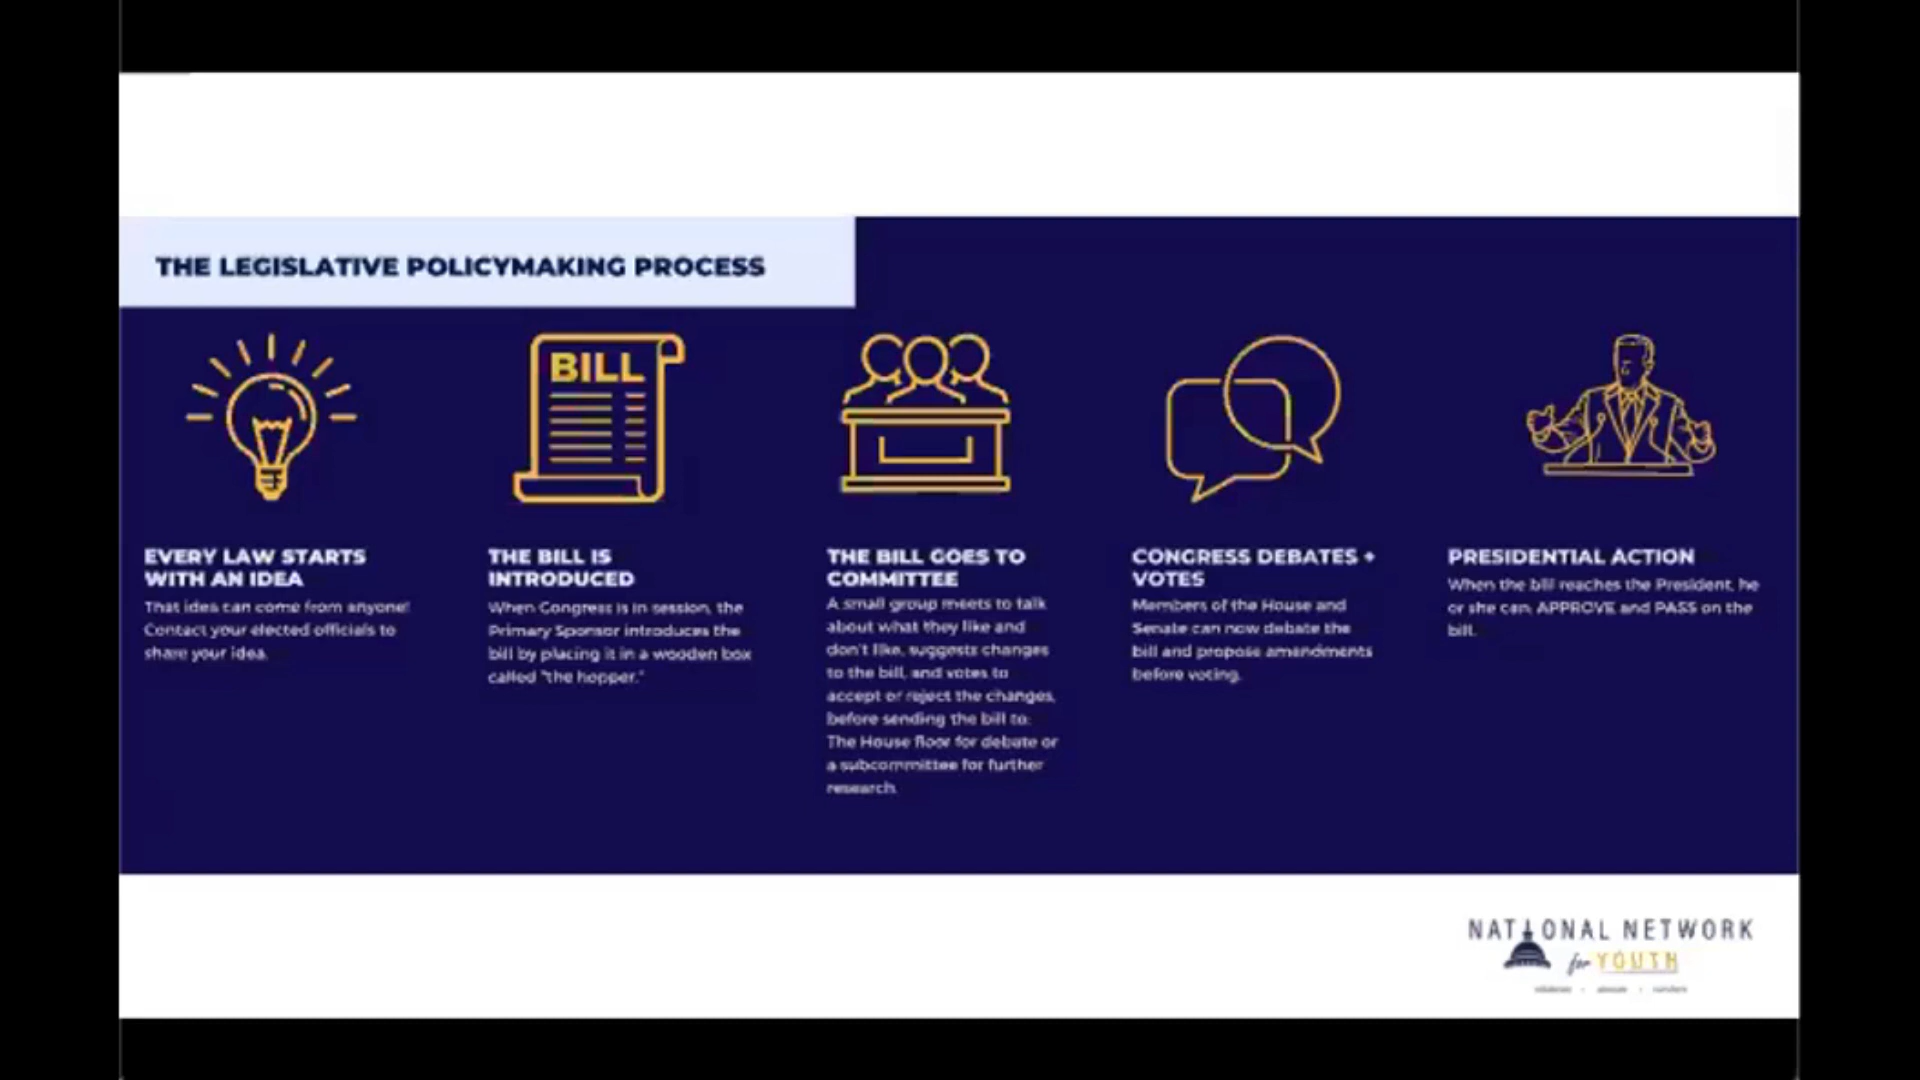 THE LEGISLATIVE POLICYMAKING PROCESS
BILL
EVERY LAW STARTS
WITH AN IDEA
That idea can come from anyone!
Contact your elected officials to
share your idea.
THE BILL IS
INTRODUCED
When Congress is in session, the
Primary Sponsor introduces the
bill by placing it in a wooden box
called "the hopper."
THE BILL GOES TO
COMMITTEE
A small group meets to talk
about what they like and
don't like, suggests changes
to the bill, and votes to
accept or reject the changes,
before sending the bill to:
The House floor for debate or
a subcommittee for further
research.
CONGRESS DEBATES +
VOTES
Members of the House and
Senate can now debate the
bill and propose amendments
before voting.
PRESIDENTIAL ACTION
When the bill reaches the President, he
or she can: APPROVE and PASS on the
bill.
NATIONAL NETWORK
for YOUTH